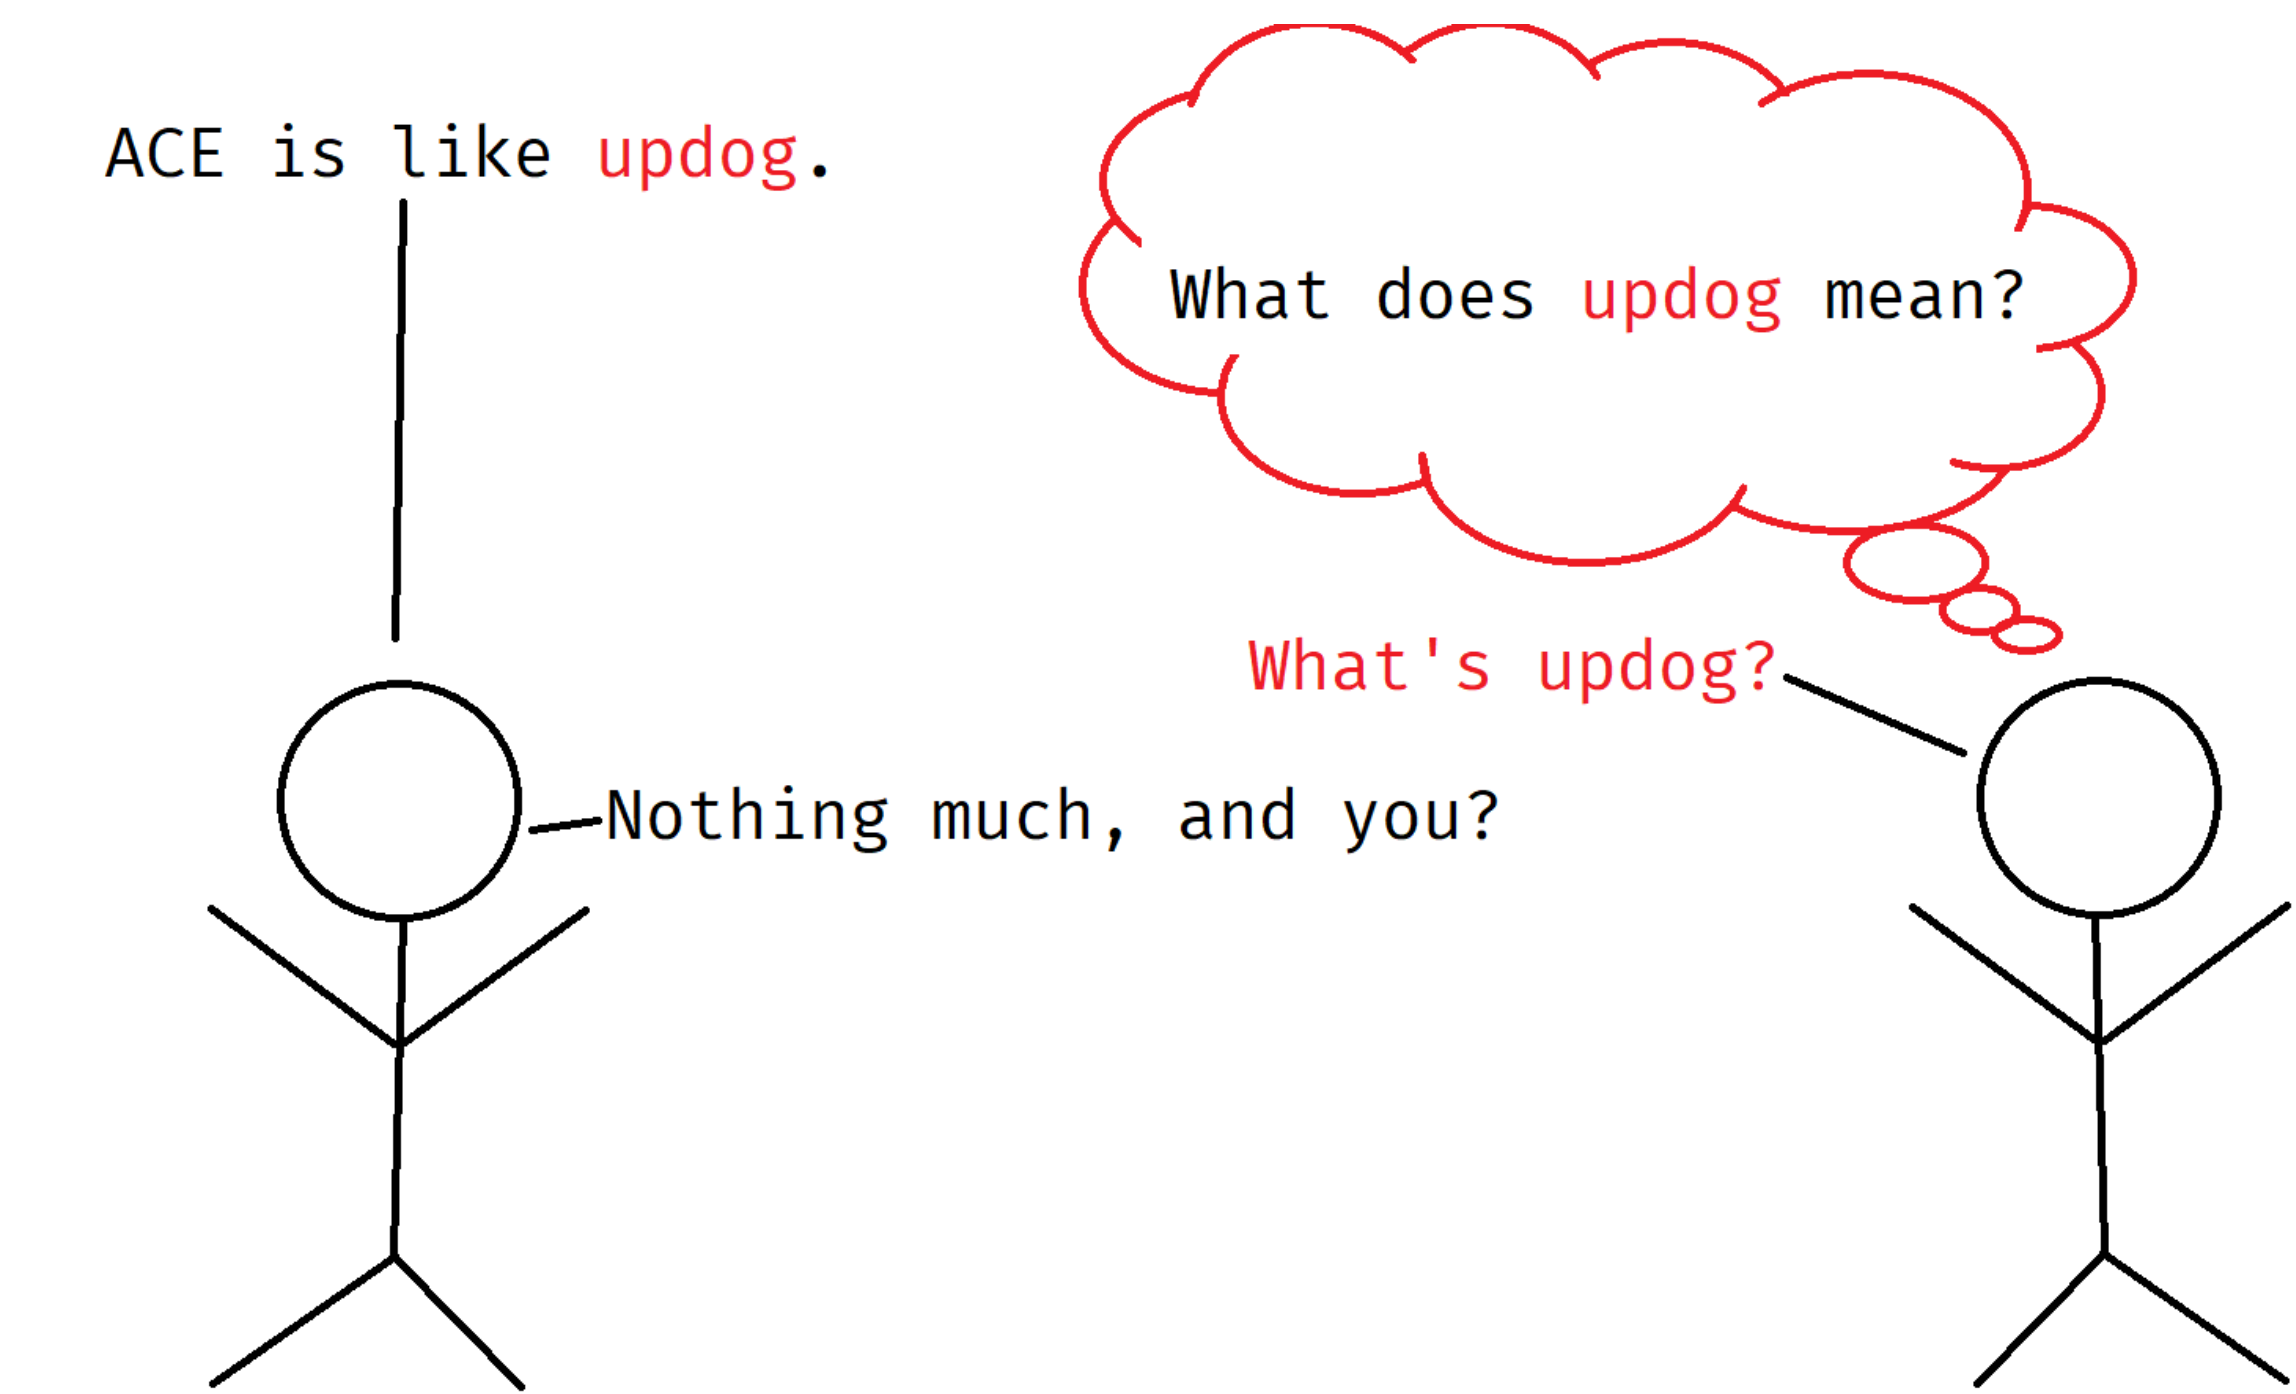 ACE is like updog.
What does updog mean?
What's updog?
Nothing much, and you?